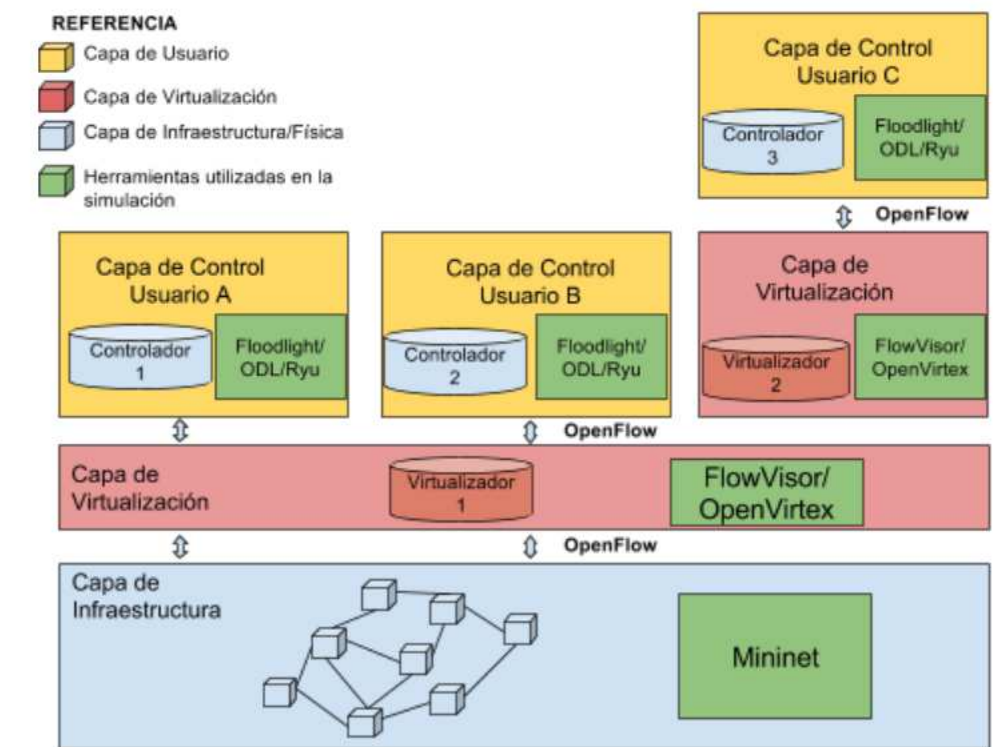 REFERENCIA
Capa de Usuario
Capa de Virtualización
Capa de Infraestructura/Física
Herramientas utilizadas en la
simulación
Capa de Control
Usuario C
Controlador
3
Floodlight/
ODL/Ryu
OpenFlow
Capa de Control
Usuario A
Controlador
1
Floodlight/
ODL/Ryu
Capa de Control
Usuario B
Controlador
2
Floodlight/
ODL/Ryu
Capa de
Virtualización
Virtualizador
2
FlowVisor/
OpenVirtex
OpenFlow
Capa de
Virtualización
Virtualizador
1
FlowVisor/
OpenVirtex
OpenFlow
Capa de
Infraestructura
Mininet